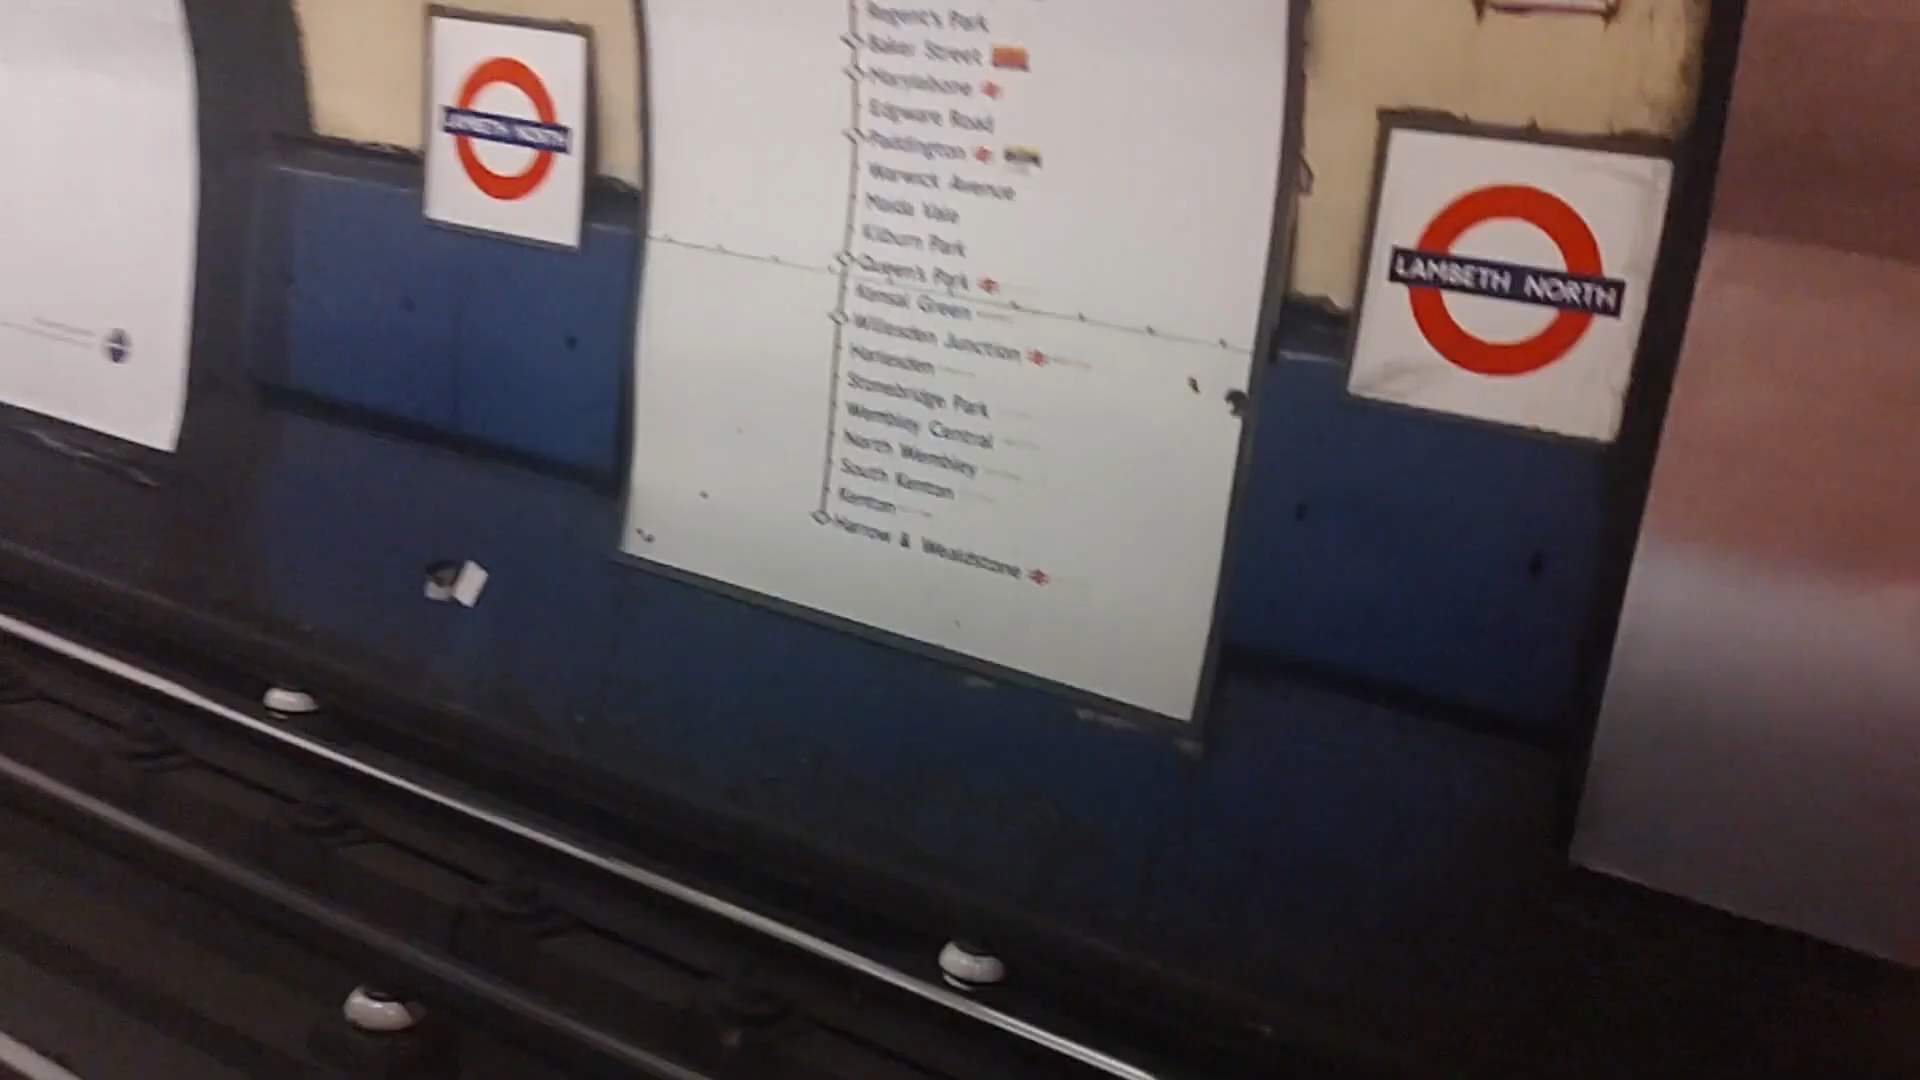 LAMBETH NORTH
Regent's Park
Baker Street
Marylebone
Edgware Road
Paddington
Warwick Avenue
Maida Vale
Kilburn Park
Queen's Park
Kensal Green
Willesden Junction
Harlesden
Stonebridge Park
Wembley Central
North Wembley
South Kenton
Kenton
Harrow & Wealdstone
LAMBETH NORTH